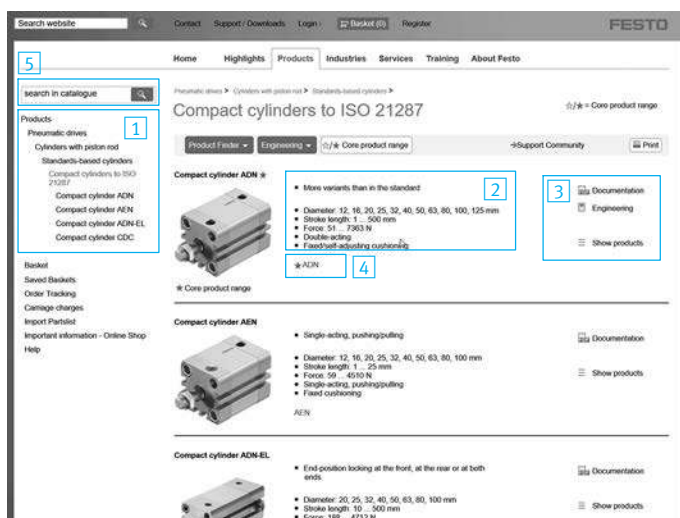 Search website
Contact Support / Downloads Login Basket (0) Register
FESTO
Home Highlights Products Industries Services Training About Festo
5
search in catalogue
1
Products
Pneumatic drives
Cylinders with piston rod
Standards-based cylinders
Compact cylinders to ISO
21287
Compact cylinder ADN
Compact cylinder AEN
Compact cylinder ADN-EL
Compact cylinder CDC
Basket
Saved Baskets
Order Tracking
Carriage charges
Import Partslist
Important information - Online Shop
Help
Pneumatic drives > Cylinders with piston rod > Standards-based cylinders >
Compact cylinders to ISO 21287
☆/★ = Core product range
Product Finder Engineering ☆/★ Core product range
Support Community
Print
Compact cylinder ADN ★
2
• More variants than in the standard
• Diameter: 12, 16, 20, 25, 32, 40, 50, 63, 80, 100, 125 mm
• Stroke length: 1 ... 500 mm
• Force: 51 ... 7363 N
• Double-acting
• Fixed/self-adjusting cushioning
3
Documentation
Engineering
Show products
4
★ADN
★ Core product range
Compact cylinder AEN
• Single-acting, pushing/pulling
• Diameter: 12, 16, 20, 25, 32, 40, 50, 63, 80, 100 mm
• Stroke length: 1 ... 25 mm
• Force: 59 ... 4510 N
• Single-acting, pushing/pulling
• Fixed cushioning
AEN
Documentation
Show products
Compact cylinder ADN-EL
• End-position locking at the front, at the rear or at both
ends.
• Diameter: 20, 25, 32, 40, 50, 63, 80, 100 mm
• Stroke length: 10 ... 500 mm
• Force: 188 ... 4712 N
Documentation
Show products